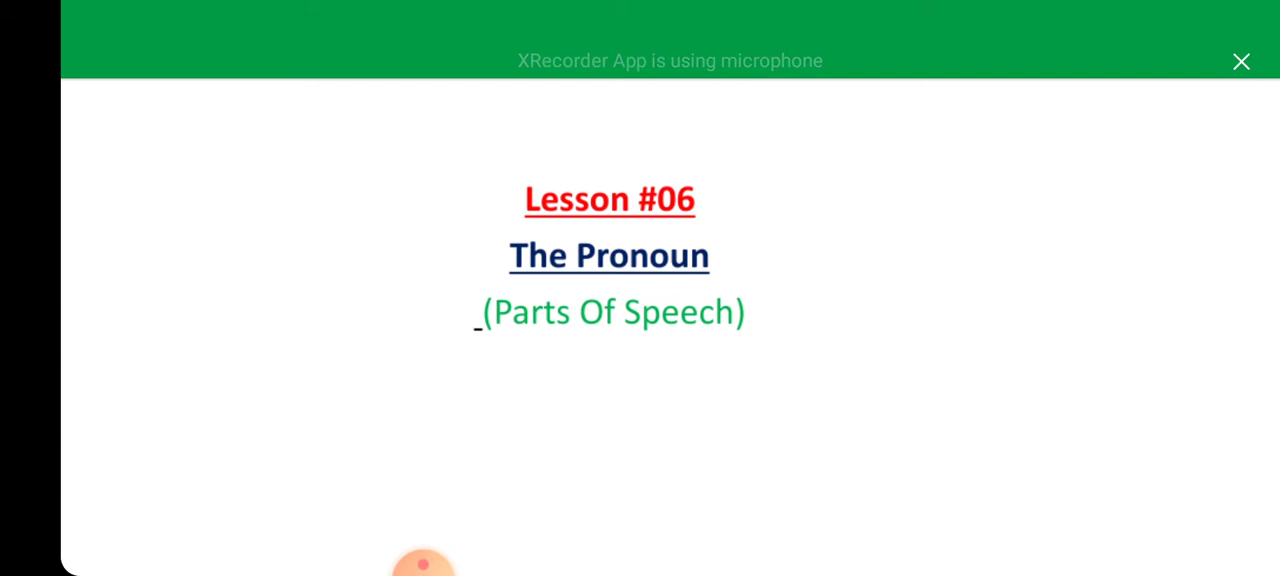 XRecorder App is using microphone
Lesson #06
The Pronoun
_(Parts Of Speech)